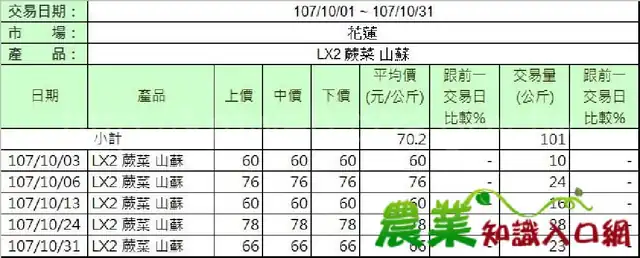 交易日期： 107/10/01 ~ 107/10/31
市　場： 花蓮
產　品： LX2 蕨菜 山蘇
日期 產品 上價 中價 下價 平均價(元/公斤) 跟前一交易日比較% 交易量(公斤) 跟前一交易日比較%
小計 70.2 101
107/10/03 LX2 蕨菜 山蘇 60 60 60 60 - 10 -
107/10/06 LX2 蕨菜 山蘇 76 76 76 76 - 24 -
107/10/13 LX2 蕨菜 山蘇 60 60 60 60 - 16 -
107/10/24 LX2 蕨菜 山蘇 78 78 78 78 - 28 -
107/10/31 LX2 蕨菜 山蘇 66 66 66 66 - 23 -
農業知識入口網